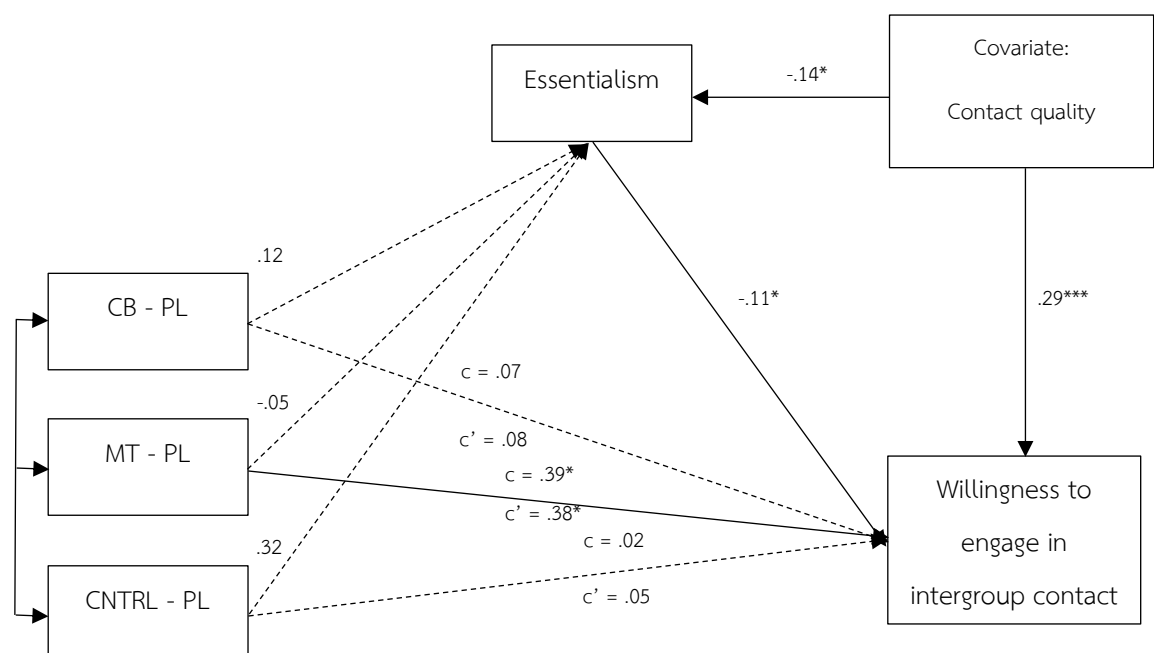 Covariate:
Contact quality
Essentialism
-.14*
.12
CB - PL
.29***
-.11*
c = .07
-.05
c' = .08
MT - PL
c = .39*
c' = .38*
Willingness to
engage in
intergroup contact
.32
c = .02
CNTRL - PL
c' = .05